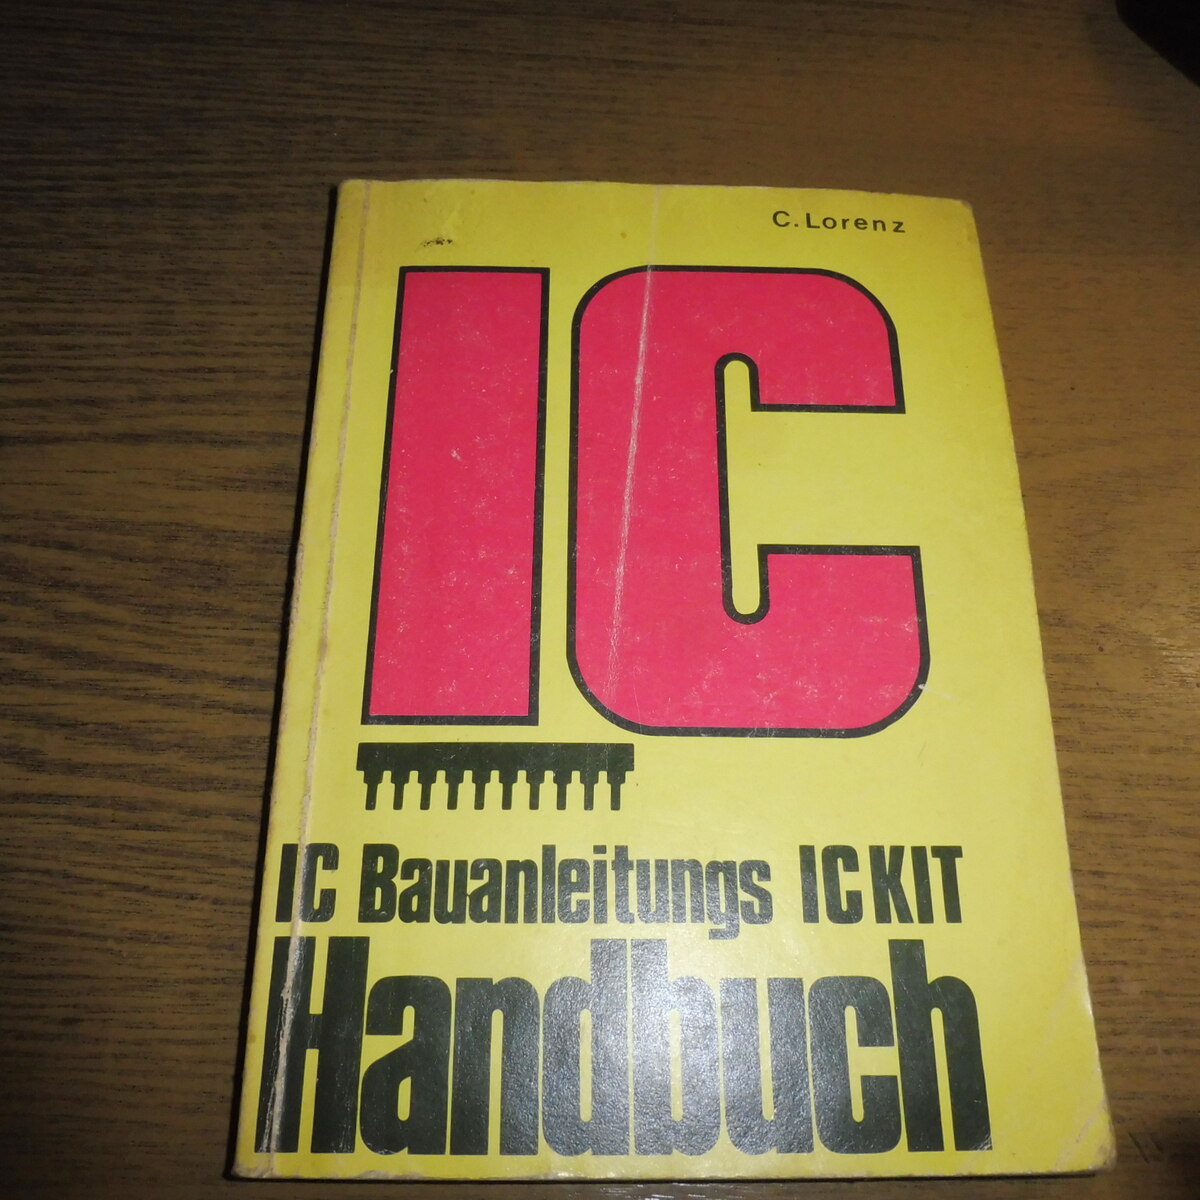 C. Lorenz
IC
IC Bauanleitungs IC KIT
Handbuch